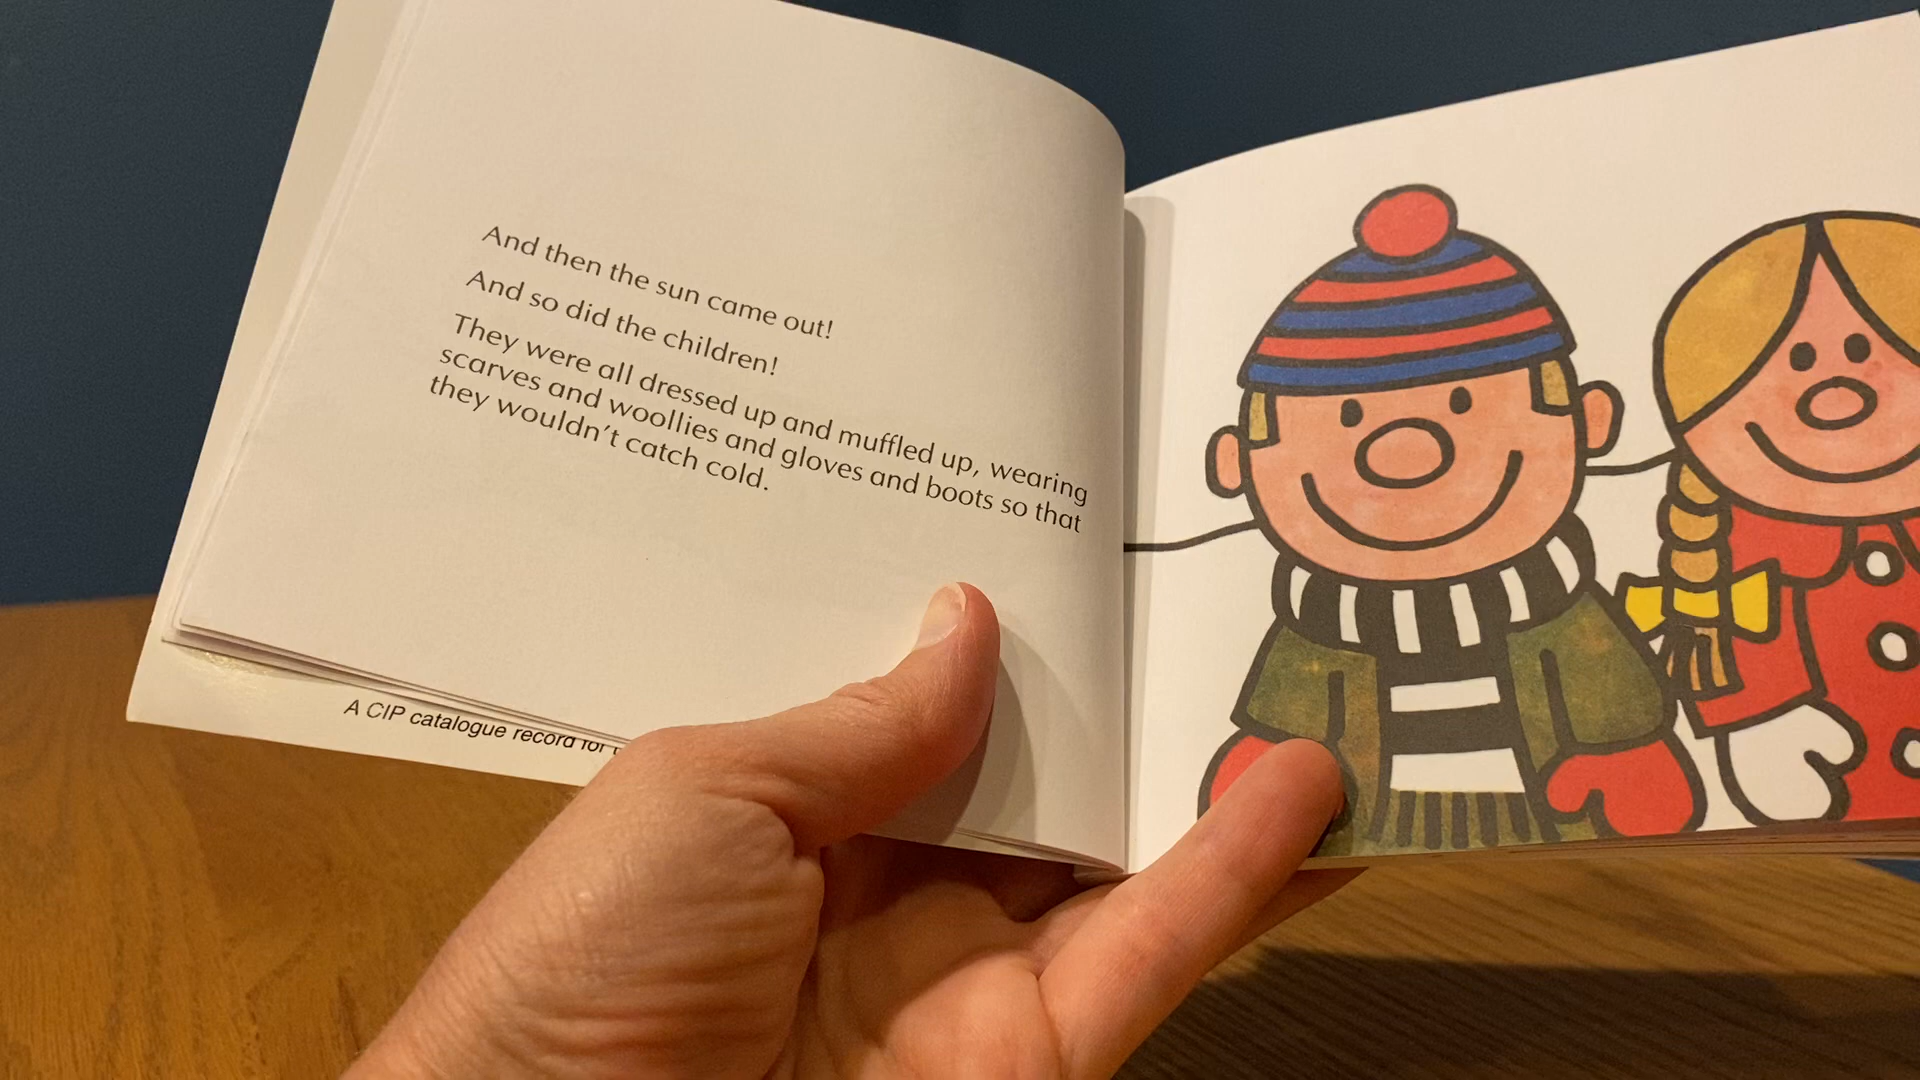 And then the sun came out!
And so did the children!
They were all dressed up and muffled up, wearing
scarves and woollies and gloves and boots so that
they wouldn't catch cold.
A CIP catalogue record for